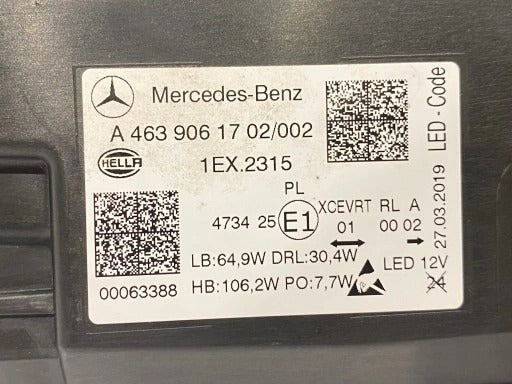 Mercedes-Benz
A 463 906 17 02/002
HELLA
1EX.2315
PL
4734 25 E1 XCEVRT RL A
01 00 02
LB:64,9W DRL:30,4W LED 12V
00063388 HB:106,2W PO:7,7W 24
27.03.2019 LED - Code